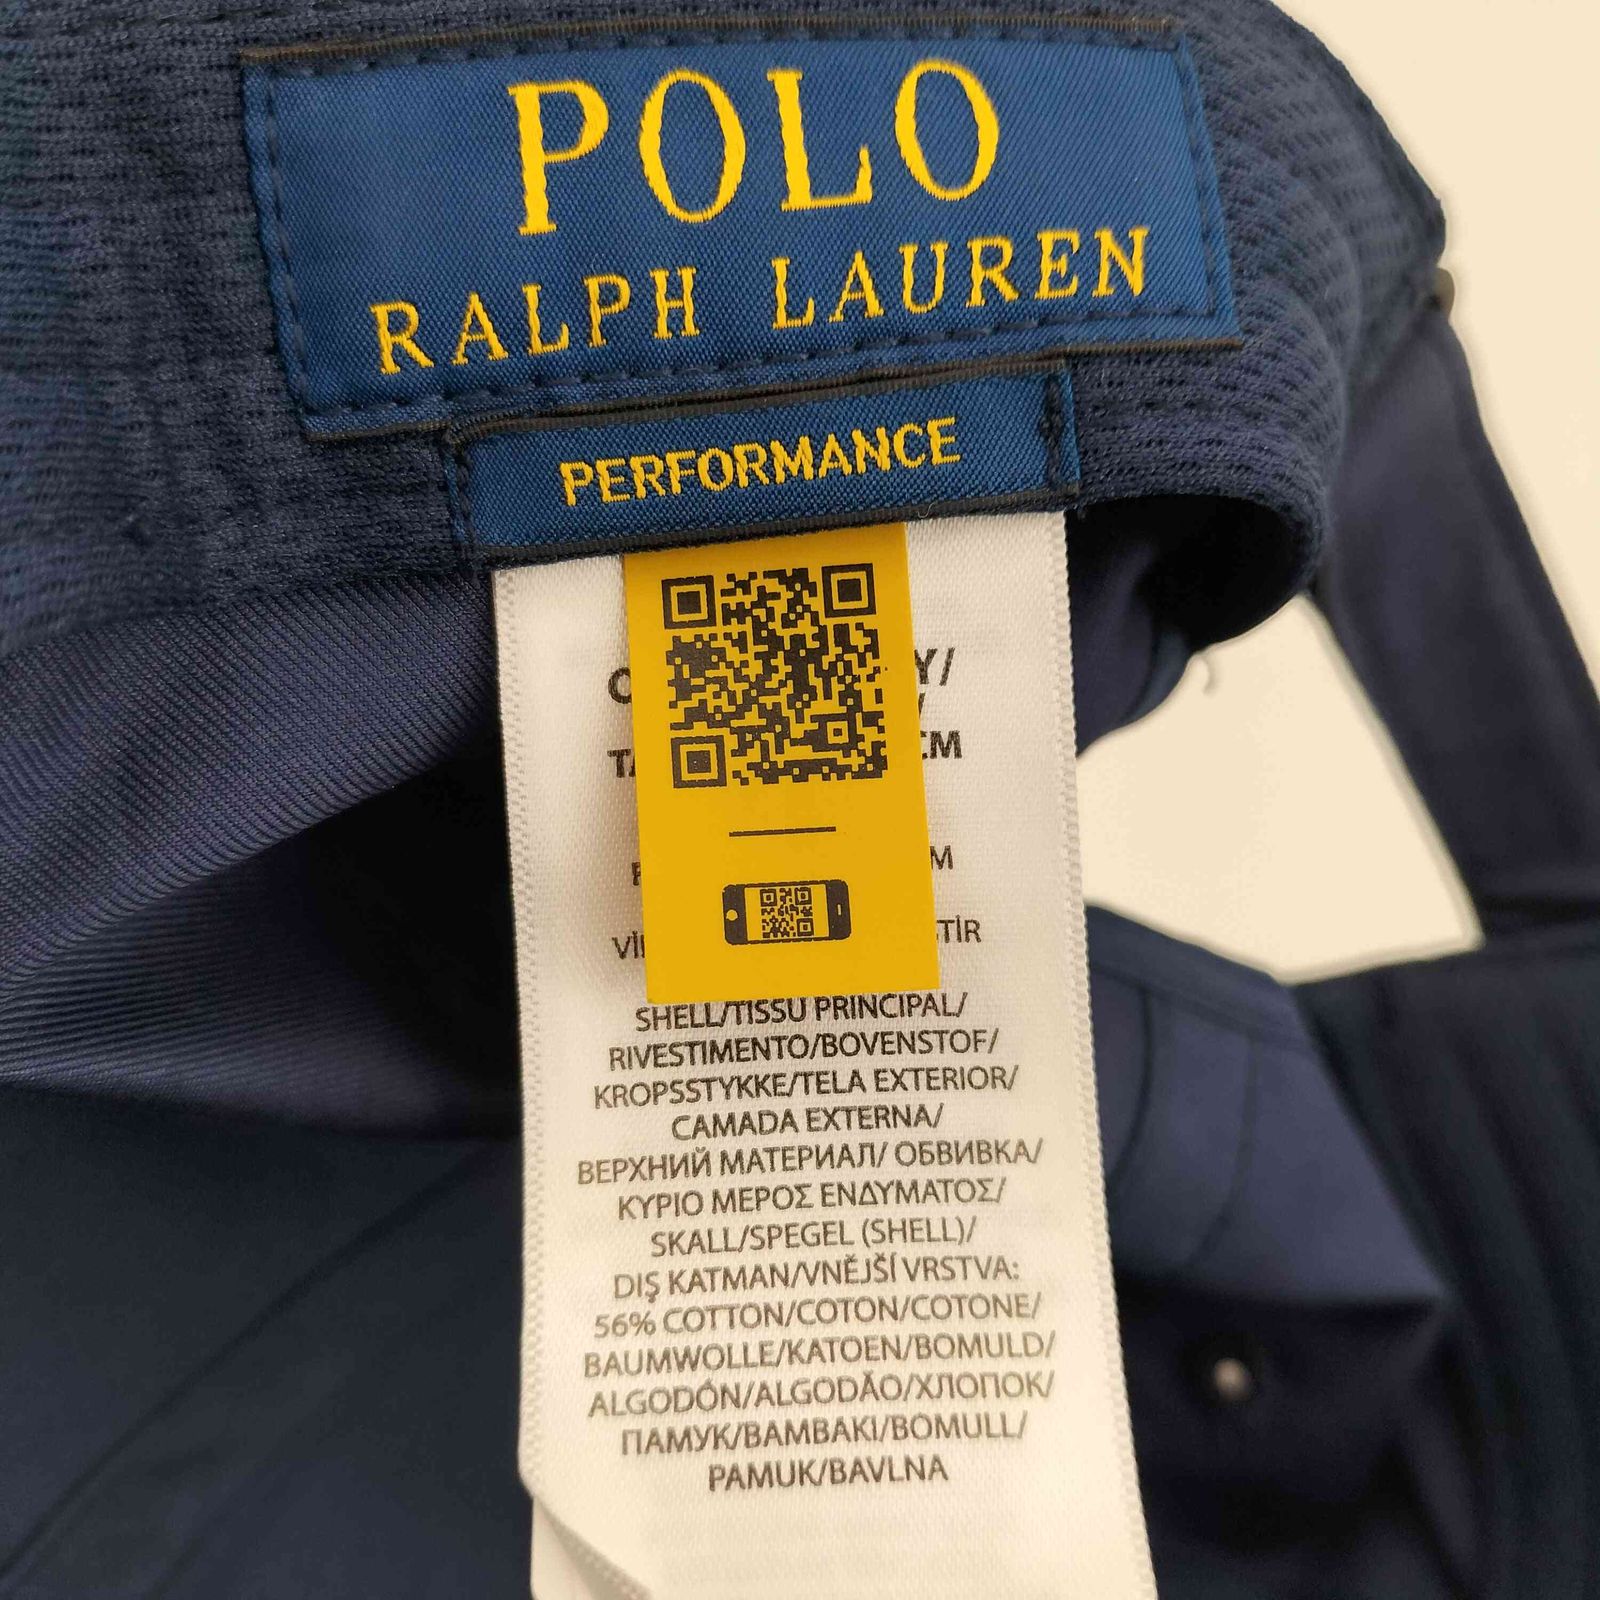 POLO
RALPH LAUREN
PERFORMANCE
SHELL/TISSU PRINCIPAL/
RIVESTIMENTO/BOVENSTOF/
KROPSSTYKKE/TELA EXTERIOR/
CAMADA EXTERNA/
ВЕРХНИЙ МАТЕРИАЛ/ ОБВИВКА/
ΚΥΡΙΟ ΜΕΡΟΣ ΕΝΔΥΜΑΤΟΣ/
SKALL/SPEGEL (SHELL)/
DIŞ KATMAN/VNĚJŠÍ VRSTVA:
56% COTTON/COTON/COTONE/
BAUMWOLLE/KATOEN/BOMULD/
ALGODÓN/ALGODÃO/ХЛОПОК/
ПАМУК/ΒΑΜΒΑΚΙ/BOMULL/
PAMUK/BAVLNA